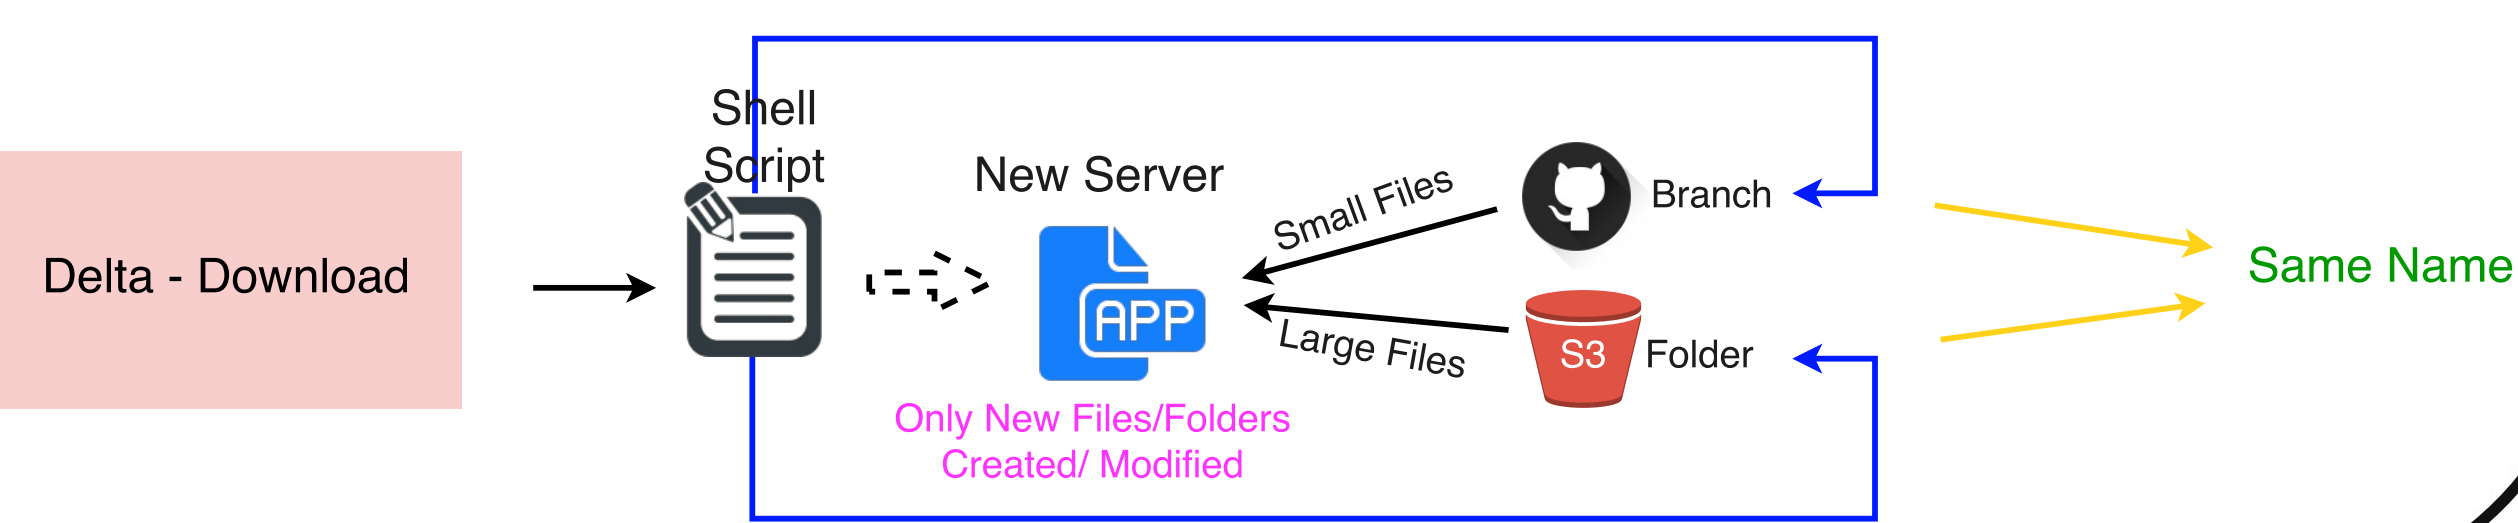 Delta - Download
Shell
Script
New Server
APP
Only New Files/Folders
Created/ Modified
Small Files
Large Files
Branch
S3
Folder
Same Name